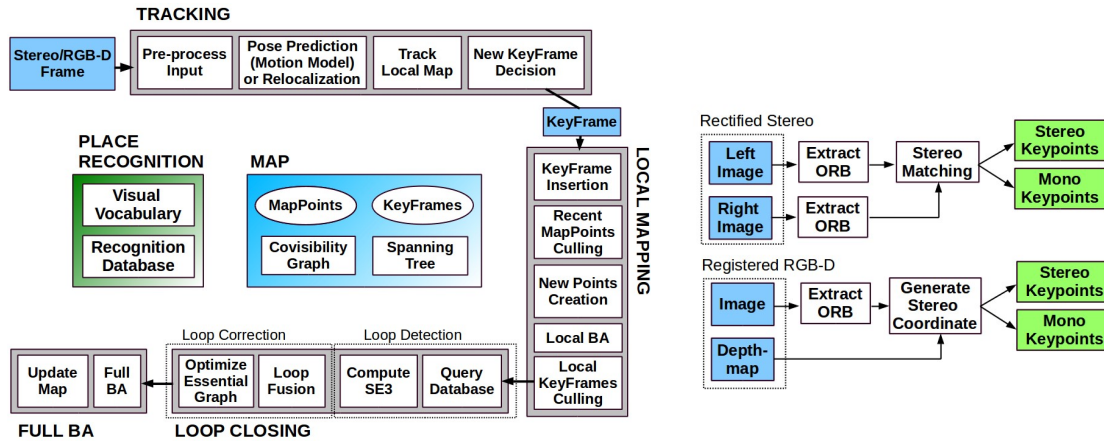 TRACKING
Stereo/RGB-D
Frame
Pre-process
Input
Pose Prediction
(Motion Model)
or Relocalization
Track
Local Map
New KeyFrame
Decision
KeyFrame
PLACE
RECOGNITION
Visual
Vocabulary
Recognition
Database
MAP
MapPoints
KeyFrames
Covisibility
Graph
Spanning
Tree
LOCAL MAPPING
KeyFrame
Insertion
Recent
MapPoints
Culling
New Points
Creation
Local BA
Local
KeyFrames
Culling
Loop Correction
Loop Detection
Update
Map
Full
BA
Optimize
Essential
Graph
Loop
Fusion
Compute
SE3
Query
Database
FULL BA
LOOP CLOSING
Rectified Stereo
Left
Image
Extract
ORB
Stereo
Matching
Stereo
Keypoints
Mono
Keypoints
Right
Image
Extract
ORB
Registered RGB-D
Image
Extract
ORB
Generate
Stereo
Coordinate
Stereo
Keypoints
Mono
Keypoints
Depth-
map